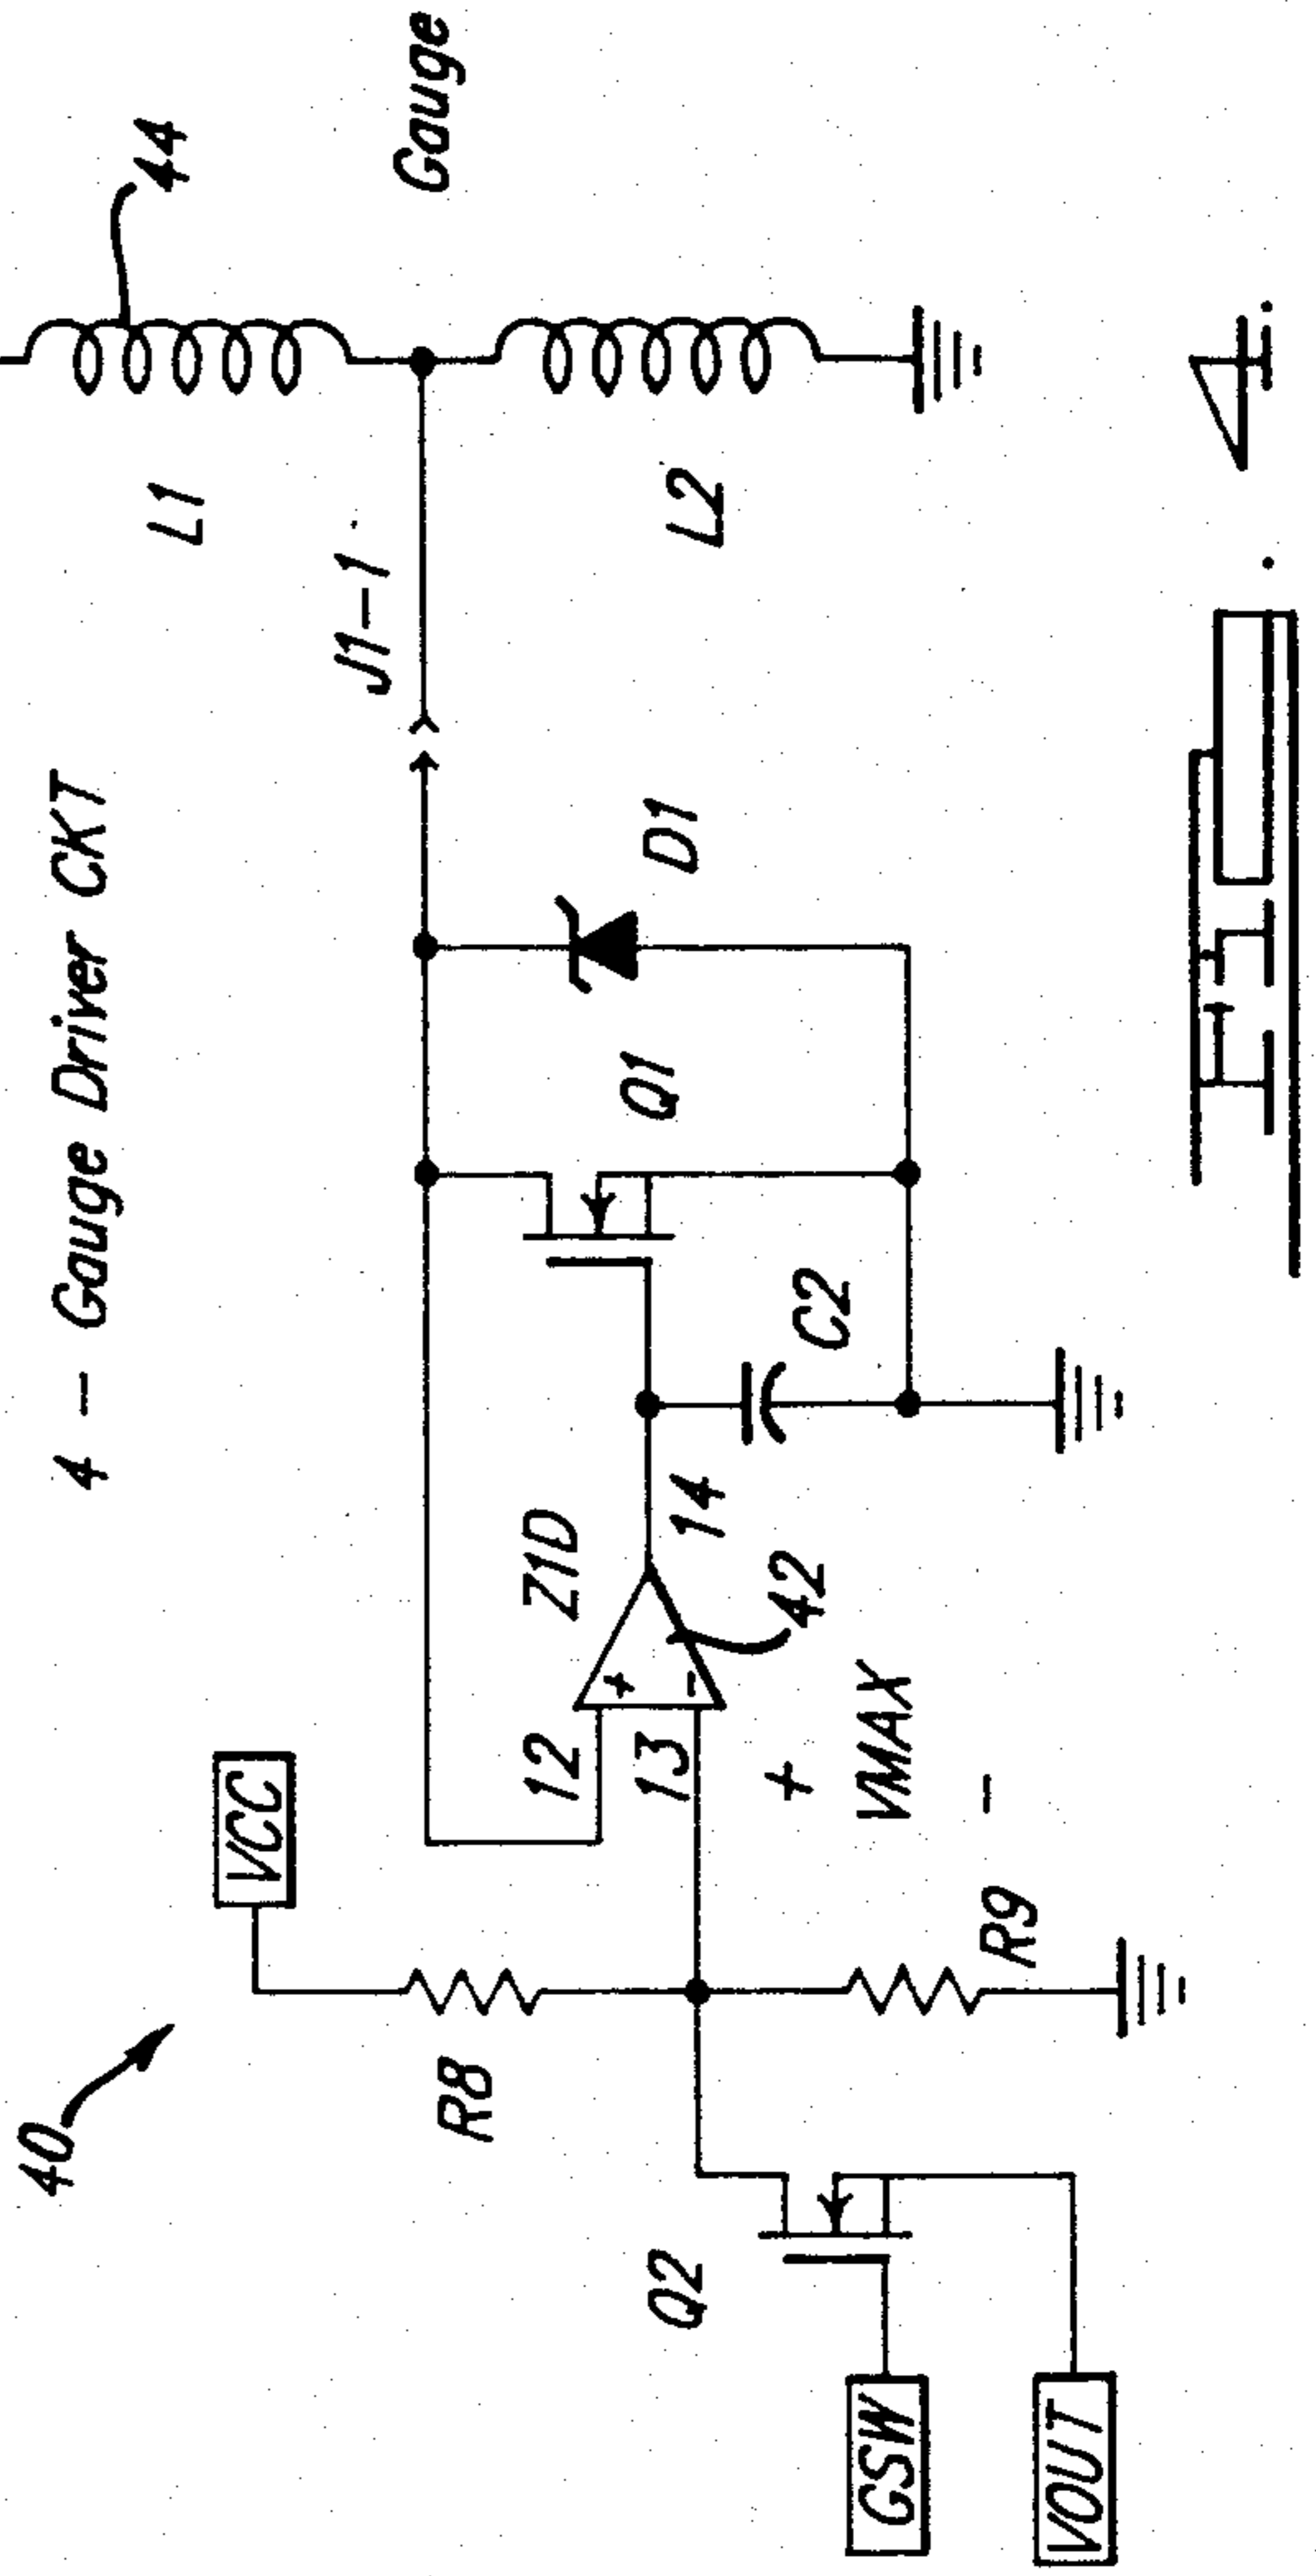 4 - Gauge Driver CKT
40
VCC
44
L1
Gauge
J1-1
R8
12
Z1D
13
14
42
Q1
D1
L2
Q2
+
VMAX
-
C2
GSW
R9
VOUT
+
-
FIG. 4.